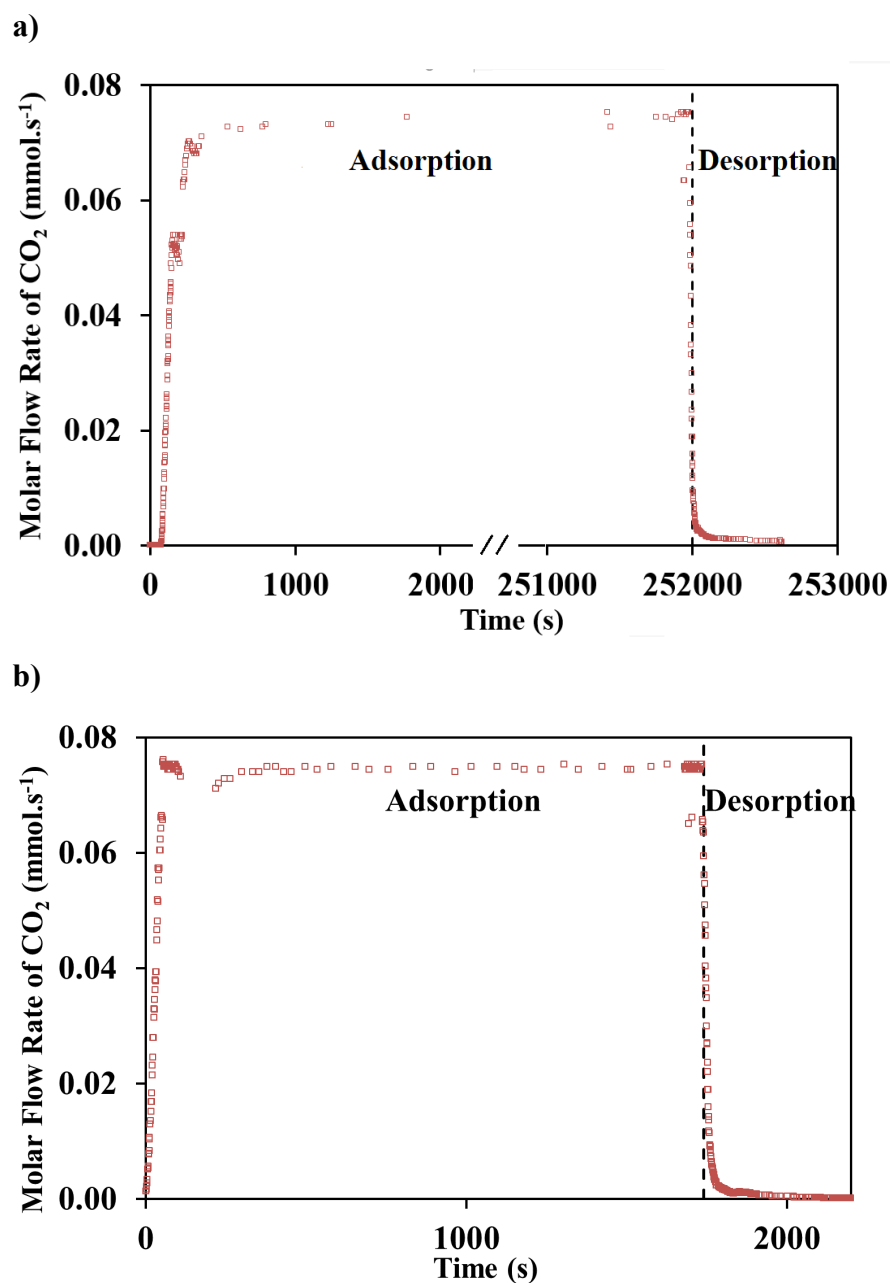 a)
0.08
0.06
0.04
0.02
0.00
Molar Flow Rate of CO₂ (mmol.s⁻¹)
Adsorption
Desorption
0
1000
2000
//
251000
252000
253000
Time (s)
b)
0.08
0.06
0.04
0.02
0.00
Molar Flow Rate of CO₂ (mmol.s⁻¹)
Adsorption
Desorption
0
1000
2000
Time (s)